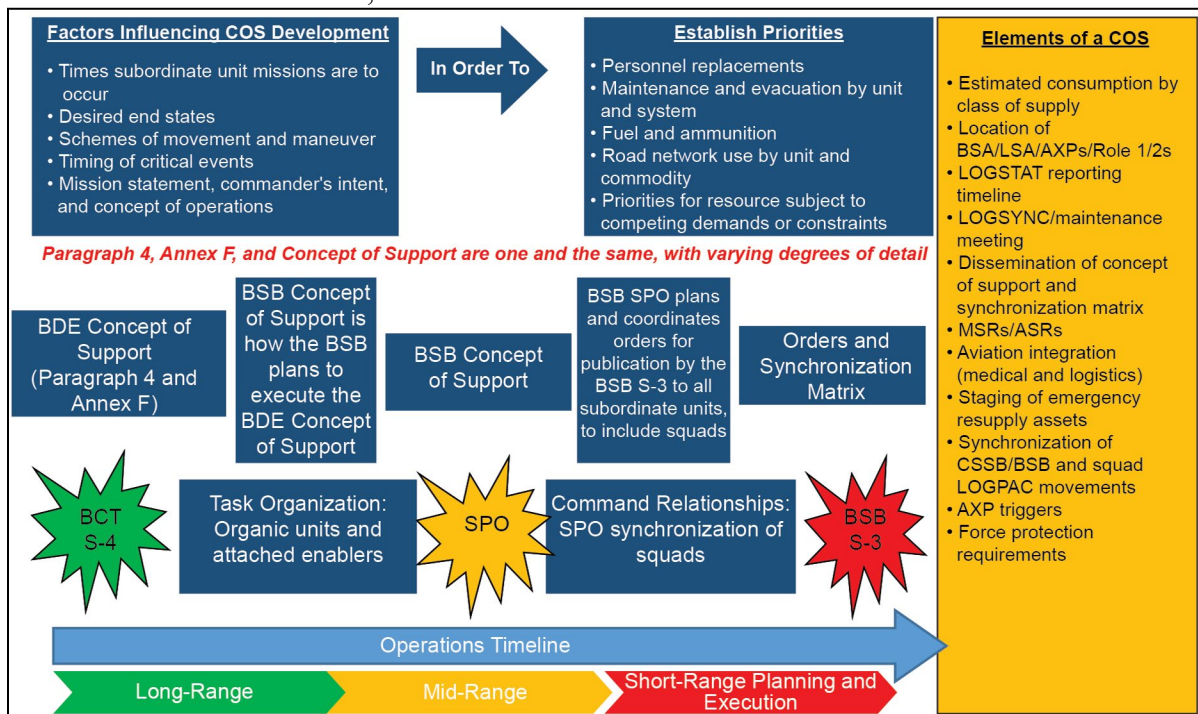 Factors Influencing COS Development
• Times subordinate unit missions are to
occur
• Desired end states
• Schemes of movement and maneuver
• Timing of critical events
• Mission statement, commander's intent,
and concept of operations
In Order To
Establish Priorities
• Personnel replacements
• Maintenance and evacuation by unit
and system
• Fuel and ammunition
• Road network use by unit and
commodity
• Priorities for resource subject to
competing demands or constraints
Elements of a COS
• Estimated consumption by
class of supply
• Location of
BSA/LSA/AXPs/Role 1/2s
• LOGSTAT reporting
timeline
• LOGSYNC/maintenance
meeting
• Dissemination of concept
of support and
synchronization matrix
• MSRs/ASRs
• Aviation integration
(medical and logistics)
• Staging of emergency
resupply assets
• Synchronization of
CSSB/BSB and squad
LOGPAC movements
• AXP triggers
• Force protection
requirements
Paragraph 4, Annex F, and Concept of Support are one and the same, with varying degrees of detail
BDE Concept of
Support
(Paragraph 4 and
Annex F)
BSB Concept
of Support is
how the BSB
plans to
execute the
BDE Concept
of Support
BSB Concept
of Support
BSB SPO plans
and coordinates
orders for
publication by the
BSB S-3 to all
subordinate units,
to include squads
Orders and
Synchronization
Matrix
BCT
S-4
Task Organization:
Organic units and
attached enablers
SPO
Command Relationships:
SPO synchronization of
squads
BSB
S-3
Operations Timeline
Long-Range
Mid-Range
Short-Range Planning and
Execution